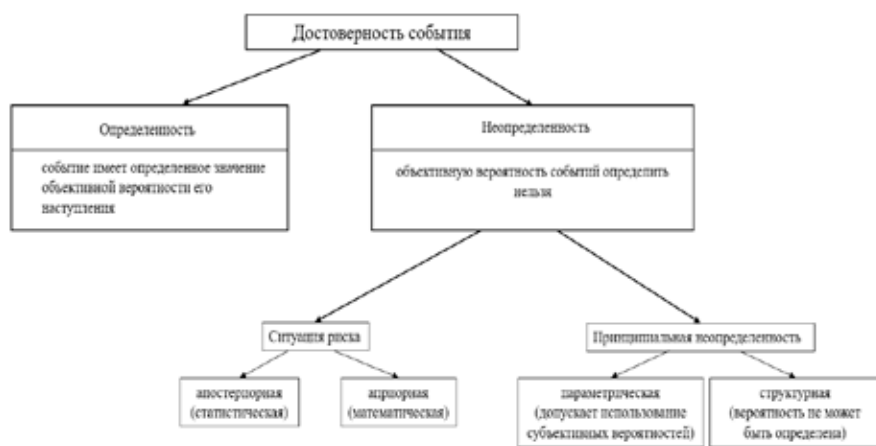 Достоверность события
Определенность
событие имеет определенное значение
объективной вероятности его
наступления
Неопределенность
объективную вероятность событий определить
нельзя
Ситуация риска
Принципиальная неопределенность
апостериорная
(статистическая)
априорная
(математическая)
параметрическая
(допускает использование
субъективных вероятностей)
структурная
(вероятность не может
быть определена)